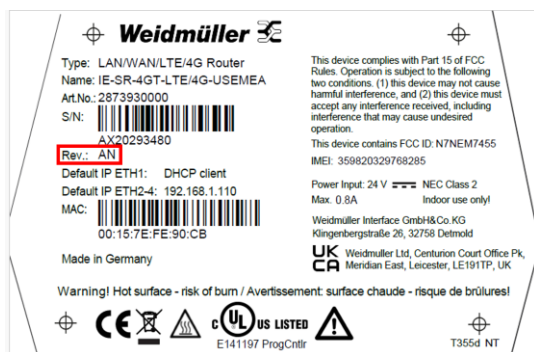 Weidmüller
Type: LAN/WAN/LTE/4G Router
Name: IE-SR-4GT-LTE/4G-USEMEA
Art.No.: 2873930000
S/N:
AX20293480
Rev.: AN
Default IP ETH1: DHCP client
Default IP ETH2-4: 192.168.1.110
MAC:
00:15:7E:FE:90:CB
Made in Germany
This device complies with Part 15 of FCC
Rules. Operation is subject to the following
two conditions. (1) this device may not cause
harmful interference, and (2) this device must
accept any interference received, including
interference that may cause undesired
operation.
This device contains FCC ID: N7NEM7455
IMEI: 359820329768285
Power Input: 24 V NEC Class 2
Max. 0.8A Indoor use only!
Weidmüller Interface GmbH&Co.KG
Klingenbergstraße 26, 32758 Detmold
UK
CA
Weidmuller Ltd, Centurion Court Office Pk,
Meridian East, Leicester, LE191TP, UK
Warning! Hot surface - risk of burn / Avertissement: surface chaude - risque de brûlures!
CE
c UL US LISTED
E141197 ProgCntlr
T355d NT